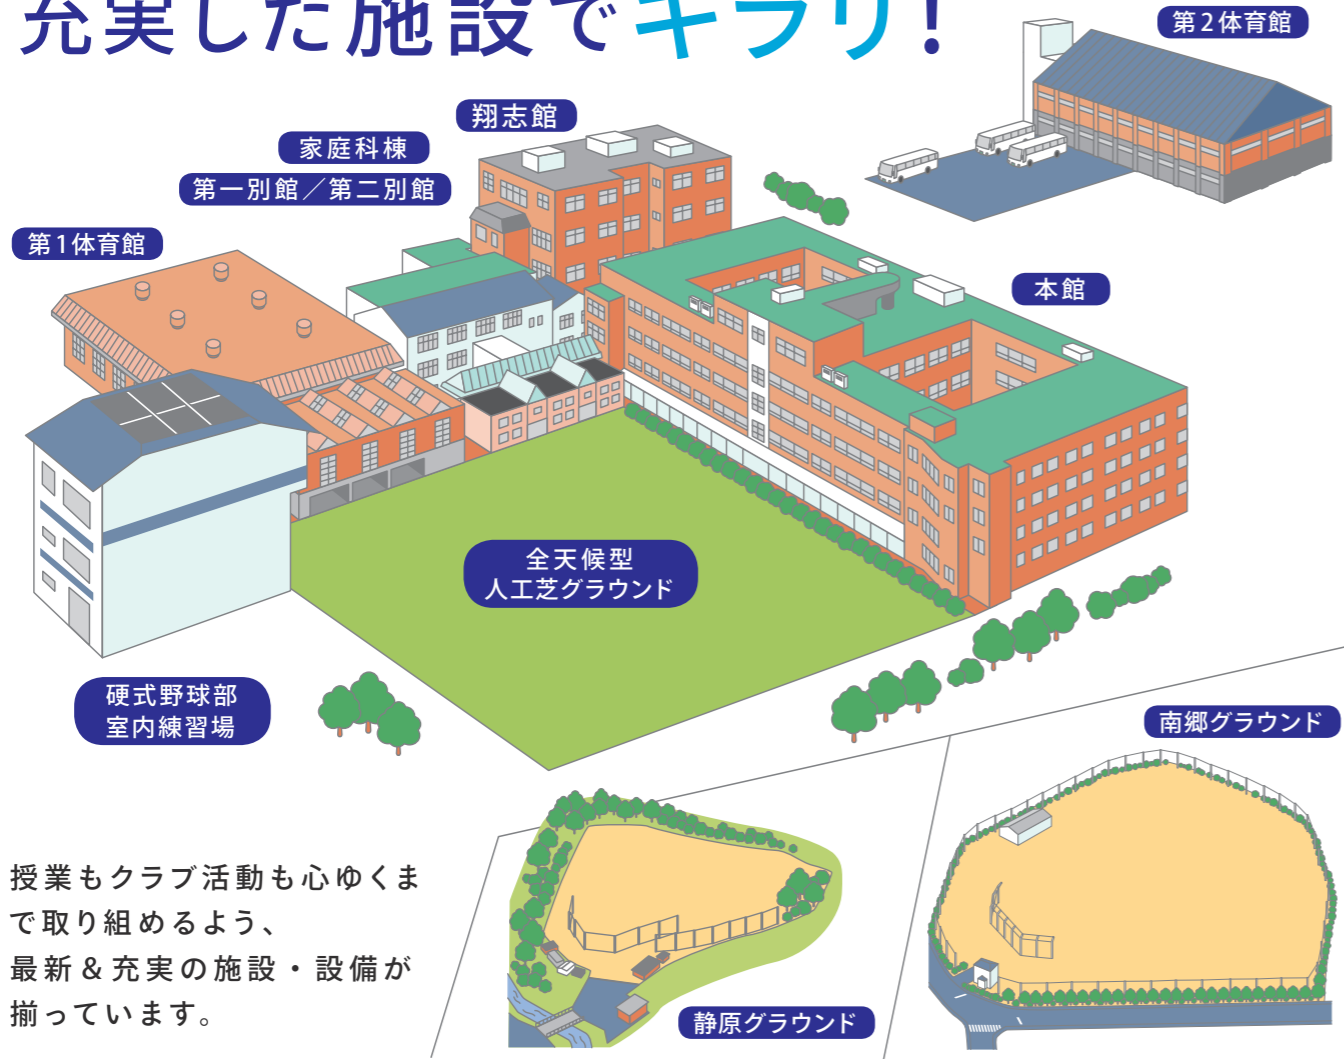 充実した施設でキラリ!
第2体育館
翔志館
家庭科棟
第一別館／第二別館
第1体育館
本館
全天候型
人工芝グラウンド
硬式野球部
室内練習場
南郷グラウンド
静原グラウンド
授業もクラブ活動も心ゆくま
で取り組めるよう、
最新＆充実の施設・設備が
揃っています。